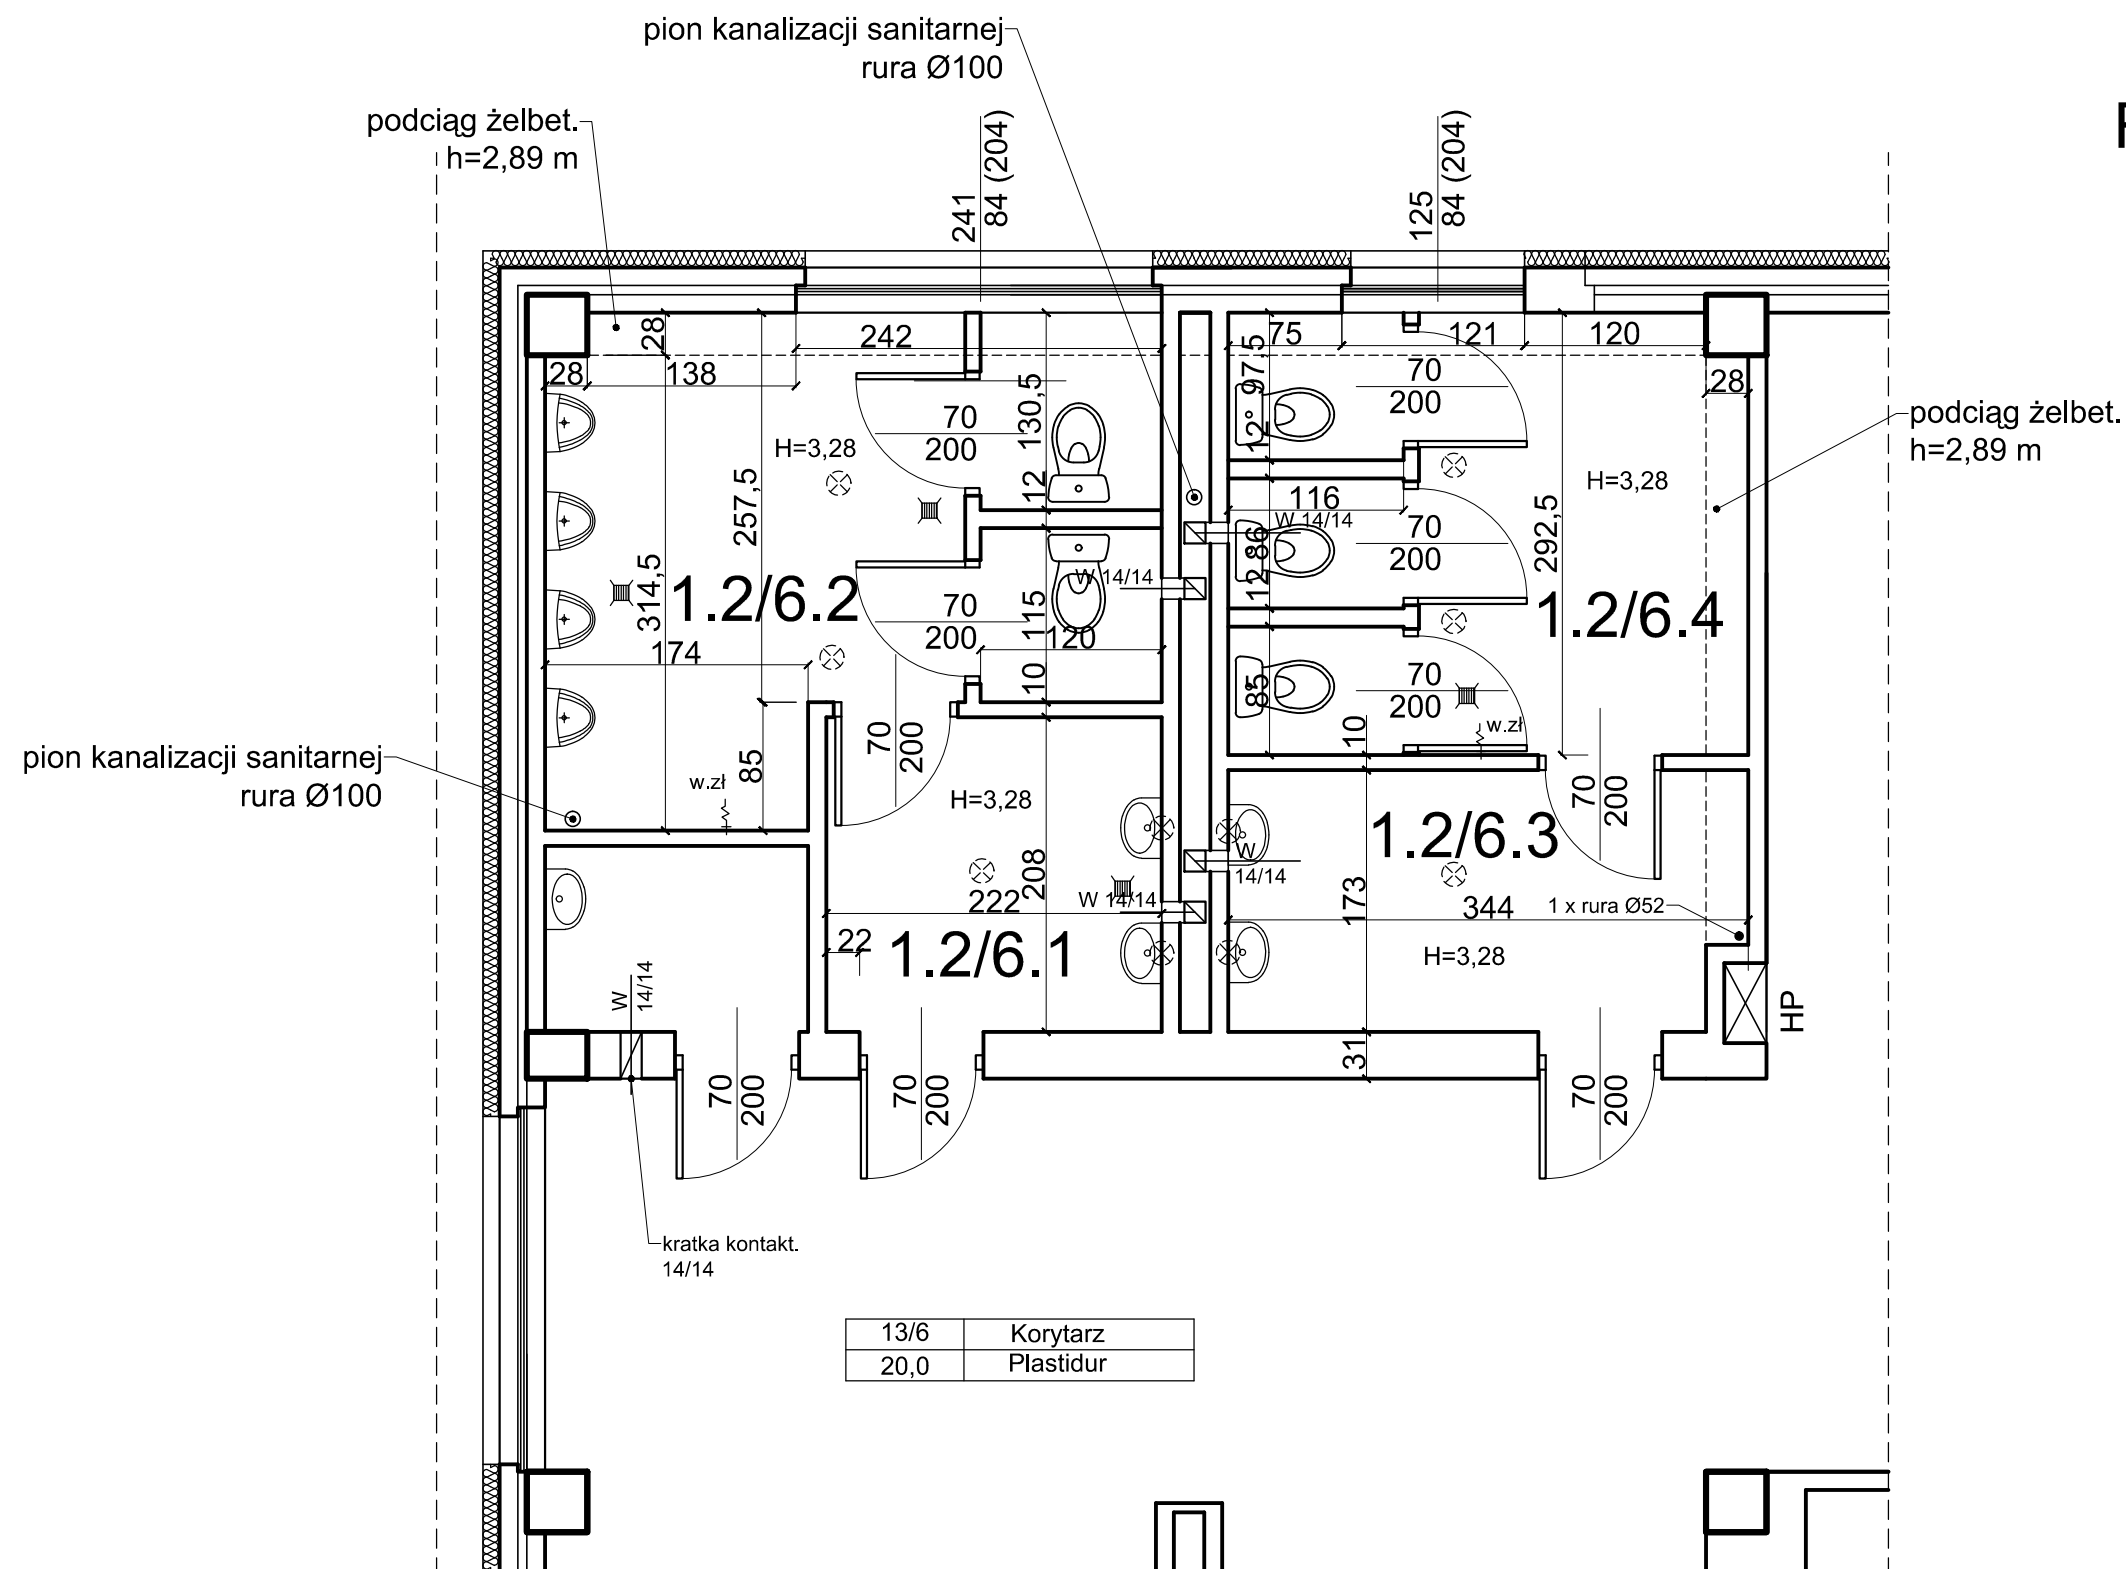 pion kanalizacji sanitarnej
rura Ø100
podciąg żelbet.
h=2,89 m
241
84 (204)
125
84 (204)
28
242
75
121
120
28
138
97,5
70
200
28
podciąg żelbet.
h=2,89 m
130,5
70
200
H=3,28
12
H=3,28
12
257,5
116
W 14/14
292,5
86
70
200
314,5
1.2/6.2
W 14/14
12
1.2/6.4
70
200
115
120
174
10
85
70
200
w.zł
10
pion kanalizacji sanitarnej
rura Ø100
85
w.zł
70
200
H=3,28
70
200
1.2/6.3
208
W
14/14
173
222
W 14/14
344
1 x rura Ø52
22
1.2/6.1
H=3,28
W
14/14
HP
31
70
200
70
200
70
200
kratka kontakt.
14/14
13/6 Korytarz
20,0 Plastidur